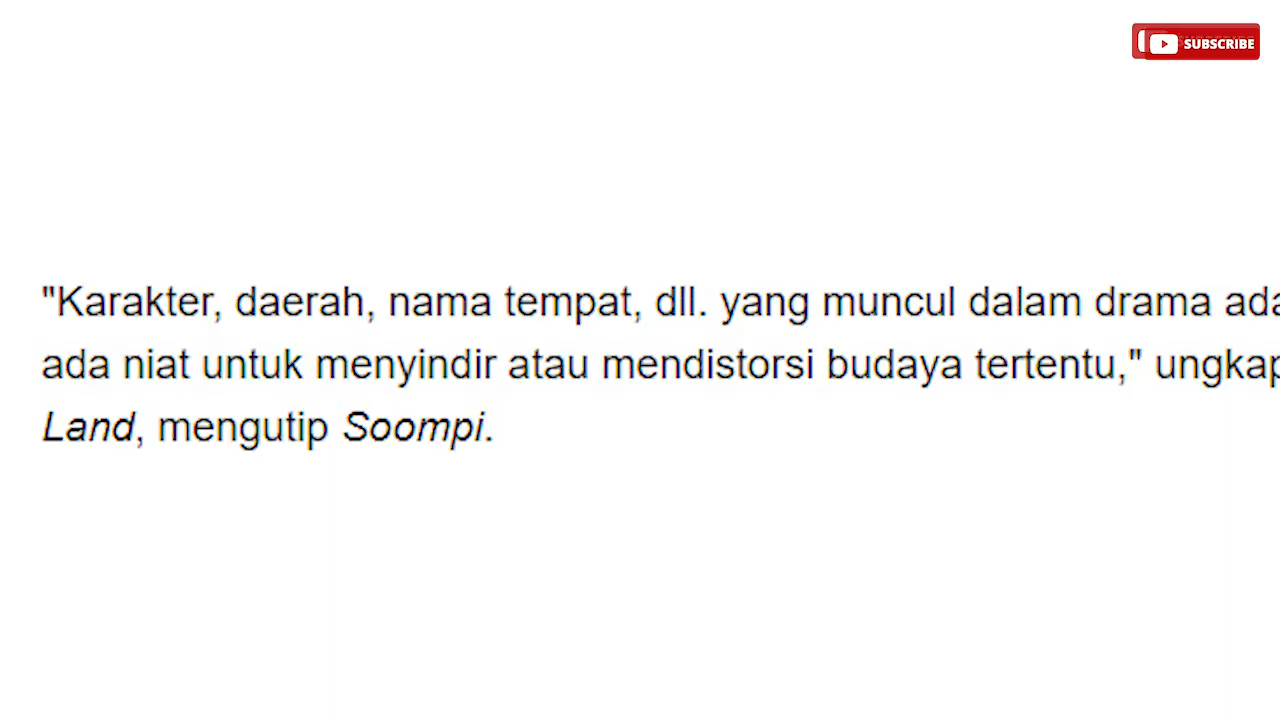 SUBSCRIBE
"Karakter, daerah, nama tempat, dll. yang muncul dalam drama
ada niat untuk menyindir atau mendistorsi budaya tertentu," ungkap
Land, mengutip Soompi.